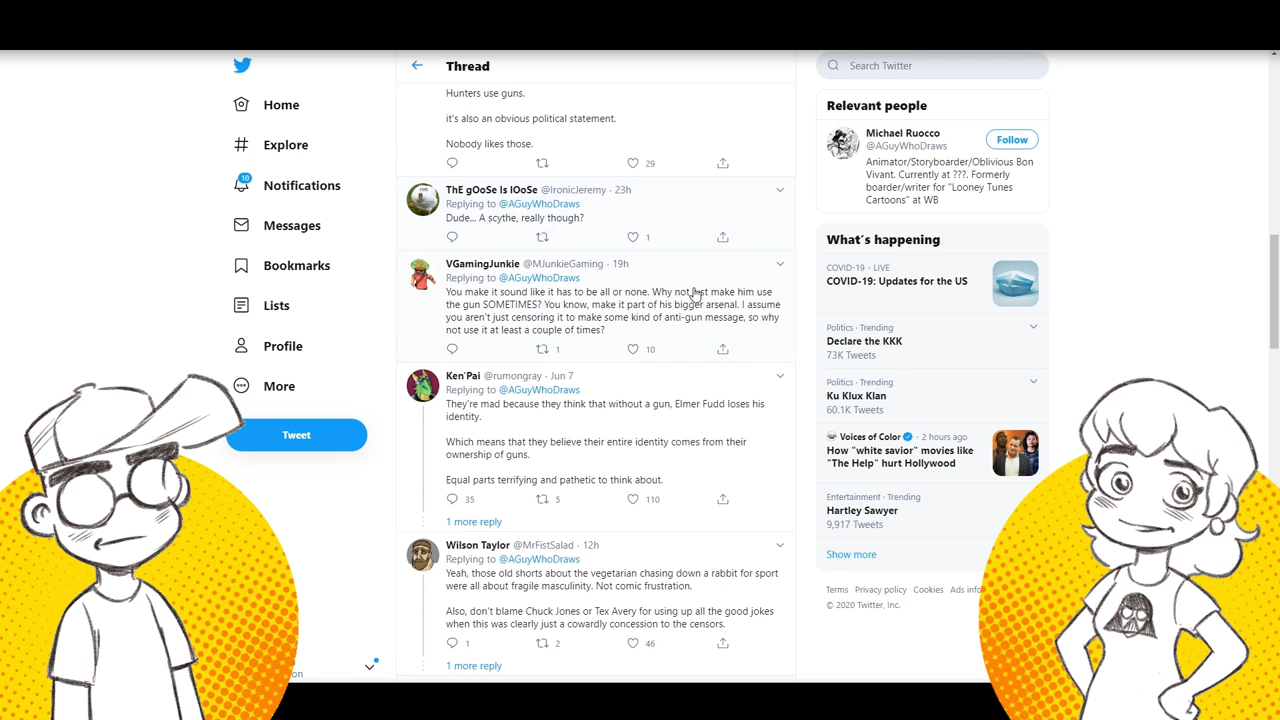 Home
Explore
10
Notifications
Messages
Bookmarks
Lists
Profile
More
Tweet
on
Thread
Hunters use guns.
it's also an obvious political statement.
Nobody likes those.
29
ThE gOoSe Is lOoSe @IronicJeremy · 23h
Replying to @AGuyWhoDraws
Dude... A scythe, really though?
1
VGamingJunkie @MJunkieGaming · 19h
Replying to @AGuyWhoDraws
You make it sound like it has to be all or none. Why not just make him use
the gun SOMETIMES? You know, make it part of his bigger arsenal. I assume
you aren't just censoring it to make some kind of anti-gun message, so why
not use it at least a couple of times?
1 10
Ken'Pai @rumongray · Jun 7
Replying to @AGuyWhoDraws
They're mad because they think that without a gun, Elmer Fudd loses his
identity.
Which means that they believe their entire identity comes from their
ownership of guns.
Equal parts terrifying and pathetic to think about.
35 5 110
1 more reply
Wilson Taylor @MrFistSalad · 12h
Replying to @AGuyWhoDraws
Yeah, those old shorts about the vegetarian chasing down a rabbit for sport
were all about fragile masculinity. Not comic frustration.
Also, don't blame Chuck Jones or Tex Avery for using up all the good jokes
when this was clearly just a cowardly concession to the censors.
1 2 46
1 more reply
Search Twitter
Relevant people
Michael Ruocco
@AGuyWhoDraws
Follow
Animator/Storyboarder/Oblivious Bon
Vivant. Currently at ???. Formerly
boarder/writer for "Looney Tunes
Cartoons" at WB
What's happening
COVID-19 · LIVE
COVID-19: Updates for the US
Politics · Trending
Declare the KKK
73K Tweets
Politics · Trending
Ku Klux Klan
60.1K Tweets
Voices of Color · 2 hours ago
How "white savior" movies like
"The Help" hurt Hollywood
Entertainment · Trending
Hartley Sawyer
9,917 Tweets
Show more
Terms Privacy policy Cookies Ads info
© 2020 Twitter, Inc.